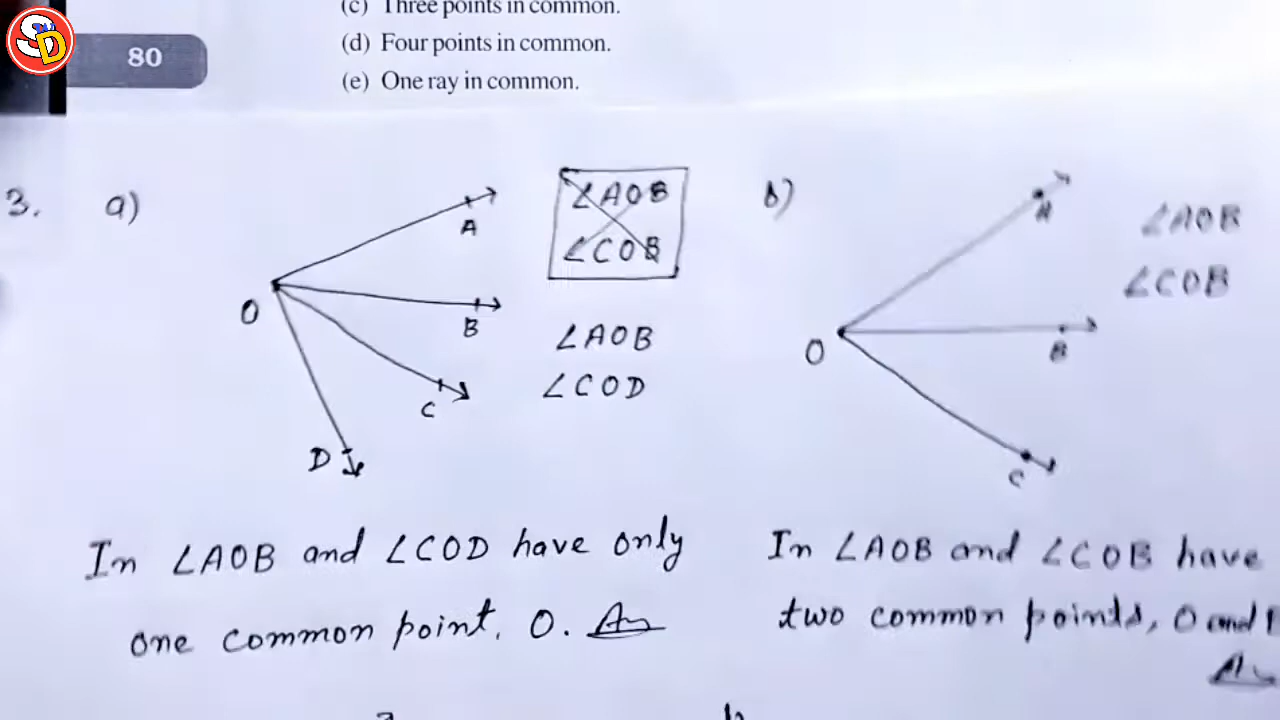 SD
80
(c) Three points in common.
(d) Four points in common.
(e) One ray in common.
3. a)
A
O
B
C
D
∠AOB
∠COB
∠AOB
∠COD
In ∠AOB and ∠COD have only
one common point, O. An
b)
A
O
B
C
∠AOB
∠COB
In ∠AOB and ∠COB have
two common points, O and